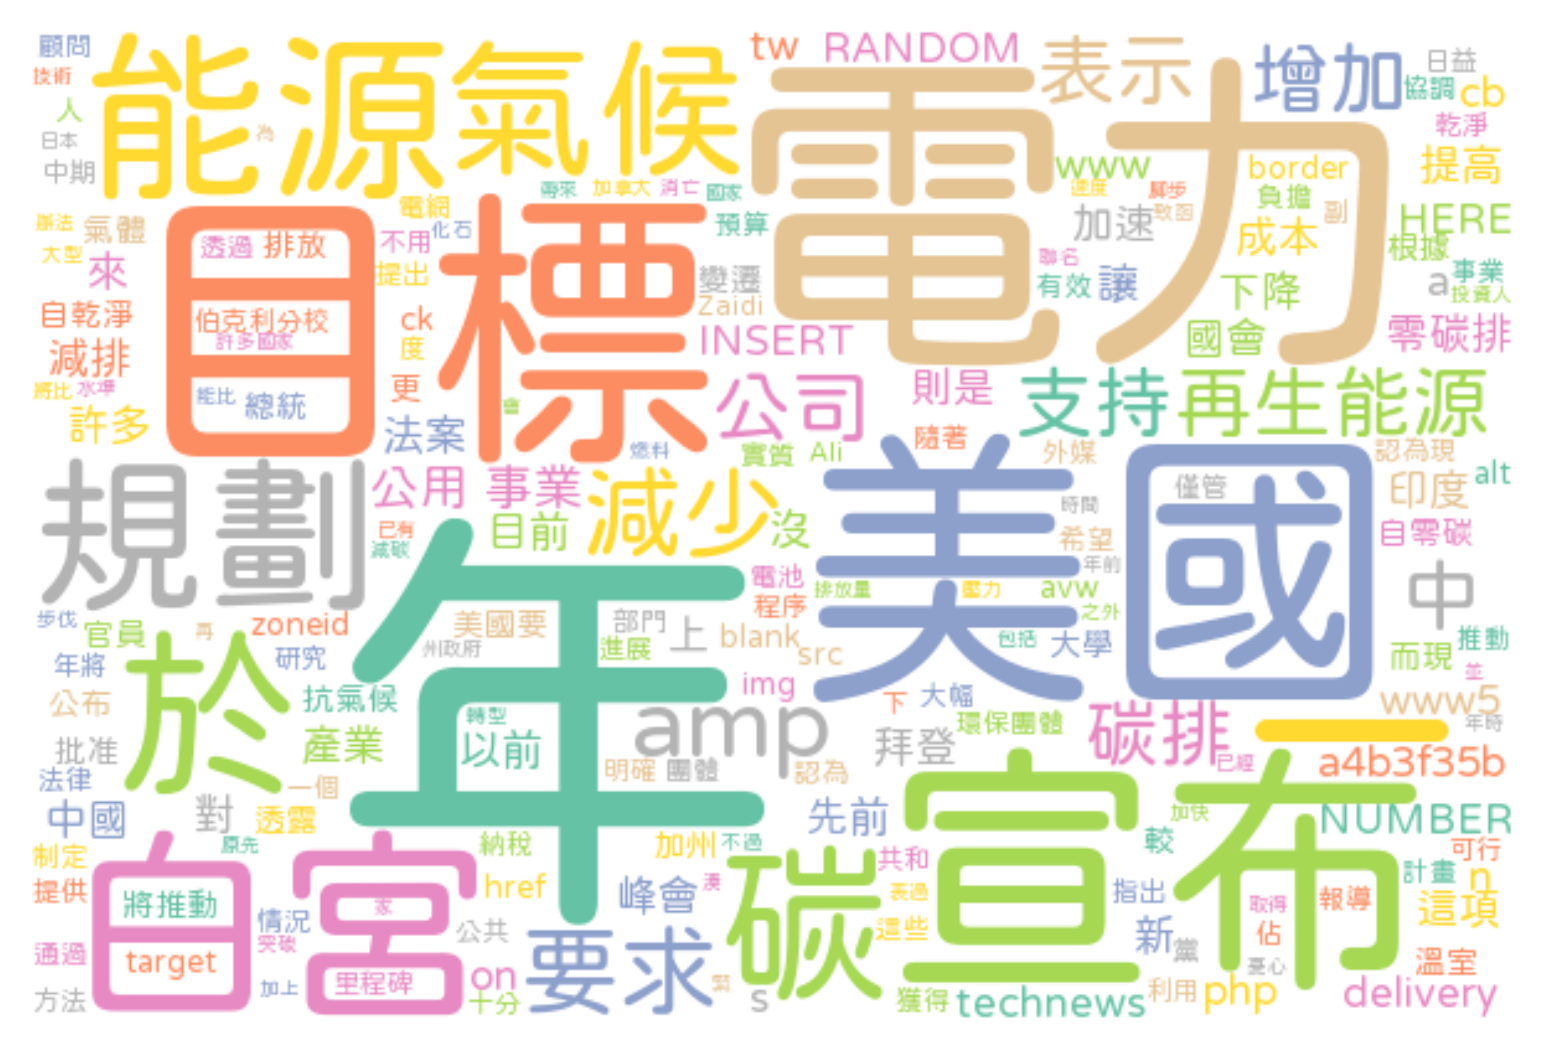 顧問 能源 氣候 tw RANDOM 表示 增加 日益
技術 電力 協調 cb
人 為 乾淨
日本 www border 提高
中期 帶來 加拿大 消亡 國家 速度 腳步 負擔
辦法 氣體 電網 化石 預算 加速 致函 副 HERE
大型 目標 透過 排放 不用 聯名 成本 根據
來 提出 變遷 有效 讓 下降 a 事業
Zaidi 投資人
自乾淨 伯克利分校 ck INSERT 國會 零碳排
減排 許多國家 度
將比 水準 能比 總統 更 公司 則是 支持 再生能源
許多 會 法案 燃料 實質 Ali 隨著 外媒 認為現
規劃 公用 事業 減少 美國 僅管 印度 alt
已有 目前 沒 時間 自零碳
減碳 希望
年 電池 排放量 壓力 avw 年前 中
步伐 官員 再 zoneid 美國要 部門 上 程序 之外
州政府 進展 blank 包括 大學 推動
年將 於 研究 src 而現 並
公布 抗氣候 img 下 大幅 www5
轉型 amp 環保團體 碳排 一 年時
批准 產業 以前 拜登 已經
法律 一個 明確 團體 認為 a4b3f35b
中國 對 透露 先前 宣布 加快 NUMBER
制定 白宮 原先 納稅 加州 不過 碳 共和 較 可行
提供 將推動 家 href 峰會 湊 表過 指出 計畫 n
情況 公共 這些 取得 報導 這項
通過 target 突破 要求 新 黨 佔 溫室
里程碑 on 憂心
方法 加上 十分 緊 s 獲得 technews 利用 php delivery